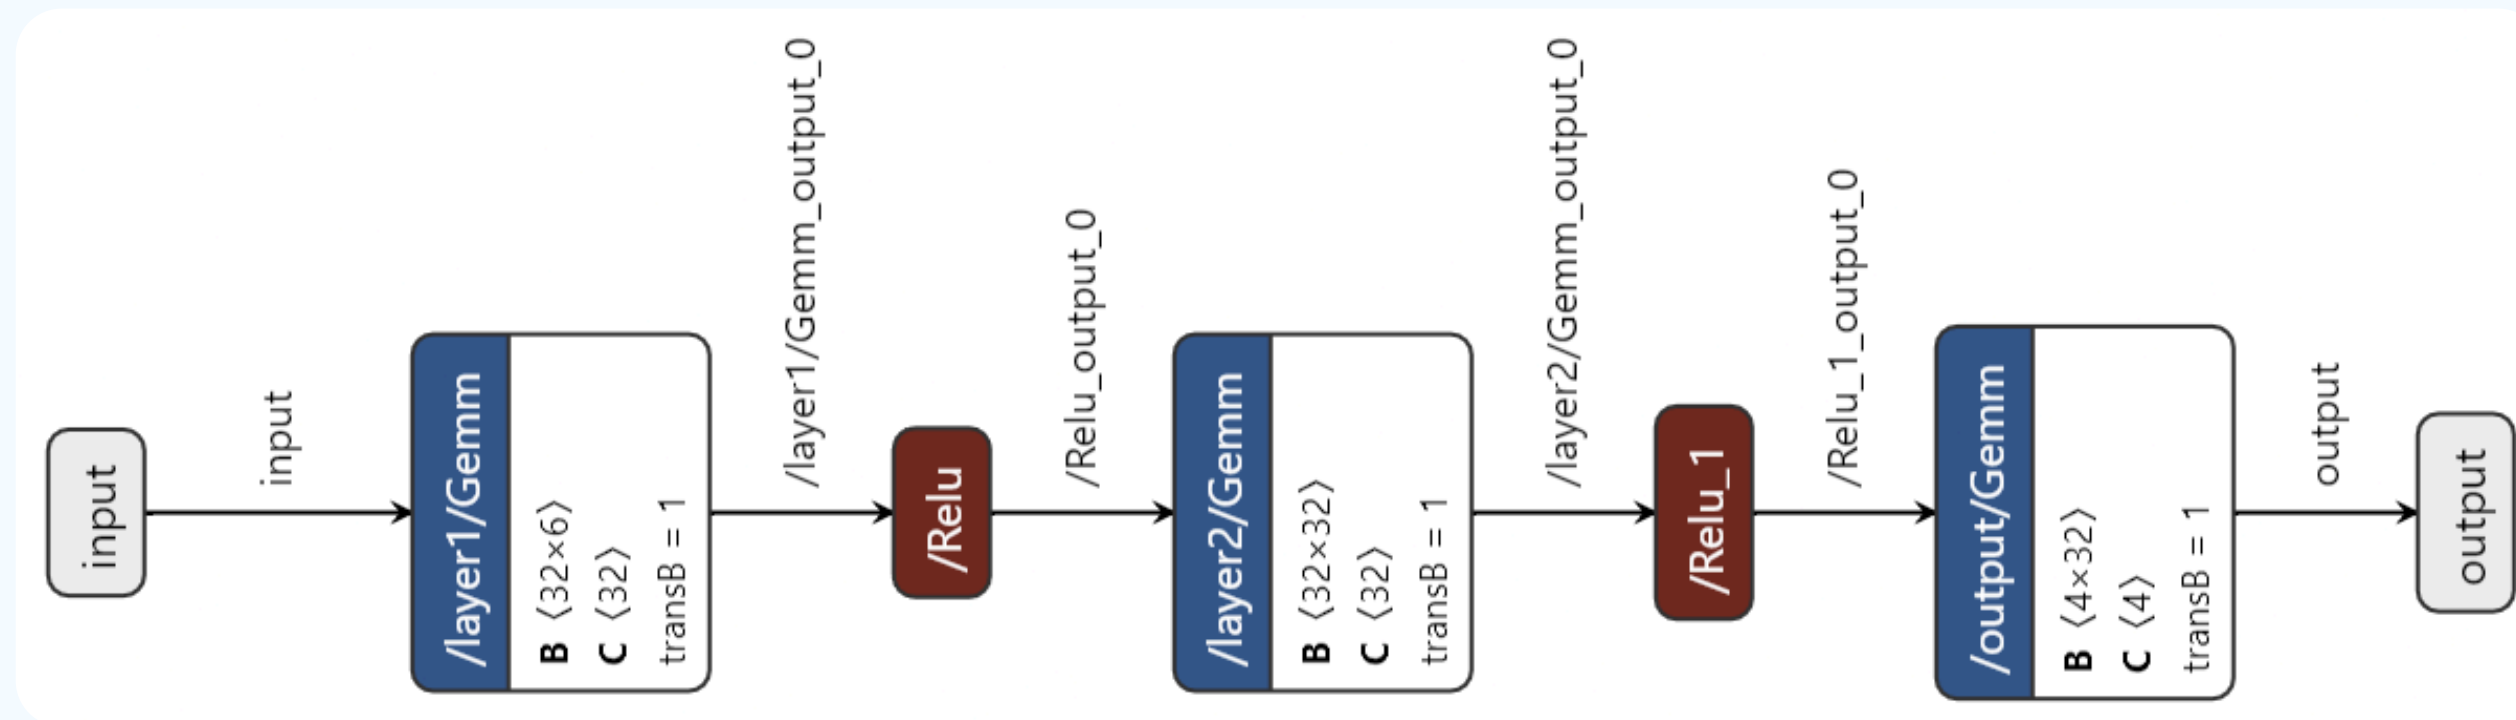 input
input
/layer1/Gemm
B ⟨32×6⟩
C ⟨32⟩
transB = 1
/layer1/Gemm_output_0
/Relu
/Relu_output_0
/layer2/Gemm
B ⟨32×32⟩
C ⟨32⟩
transB = 1
/layer2/Gemm_output_0
/Relu_1
/Relu_1_output_0
/output/Gemm
B ⟨4×32⟩
C ⟨4⟩
transB = 1
output
output